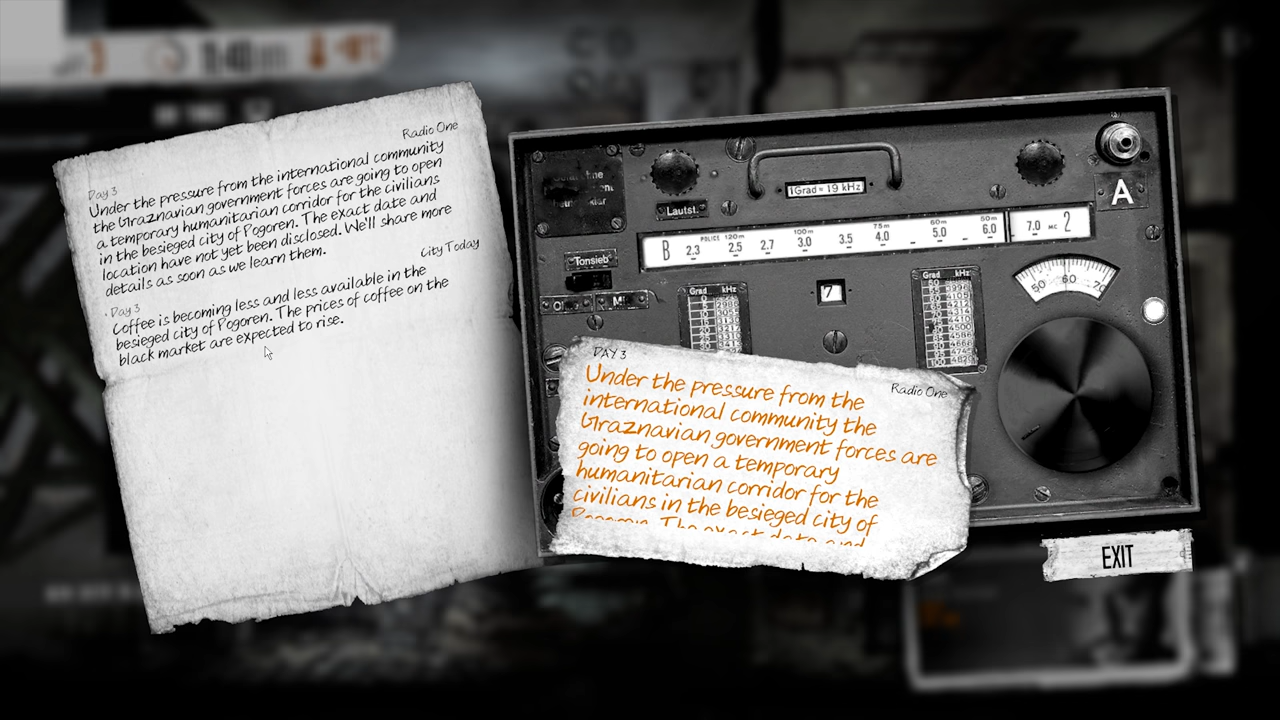 Radio One
Day 3
Under the pressure from the international community
the Graznavian government forces are going to open
a temporary humanitarian corridor for the civilians
in the besieged city of Pogoren. The exact date and
location have not yet been disclosed. We'll share more
details as soon as we learn them.
City Today
Day 3
Coffee is becoming less and less available in the
besieged city of Pogoren. The prices of coffee on the
black market are expected to rise.
1Grad = 19 kHz
Lautst.
A
60m 50m
POLICE 120m 100m 75m
B 2.3 2.5 2.7 3.0 3.5 4.0 5.0 6.0 7.0 MC 2
Tonsieb
Grad kHz
Grad kHz
50 60 70
7
DAY 3
Radio One
Under the pressure from the
international community the
Graznavian government forces are
going to open a temporary
humanitarian corridor for the
civilians in the besieged city of
Pogoren. The exact date and
EXIT